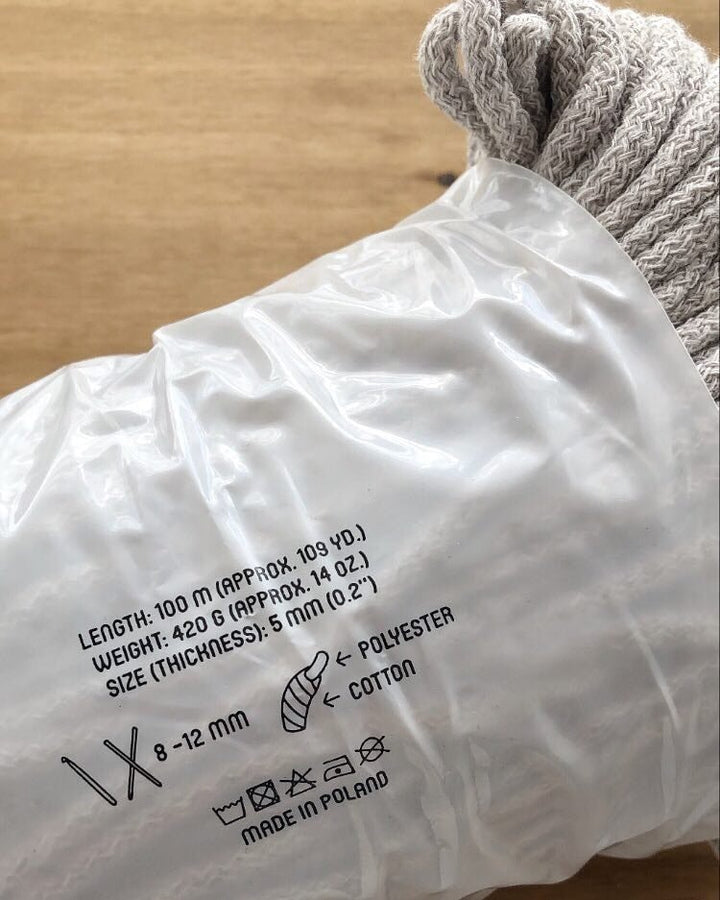 LENGTH: 100 M (APPROX. 109 YD.)
WEIGHT: 420 G (APPROX. 14 OZ.)
SIZE (THICKNESS): 5 MM (0.2")
← POLYESTER
← COTTON
8-12 MM
MADE IN POLAND